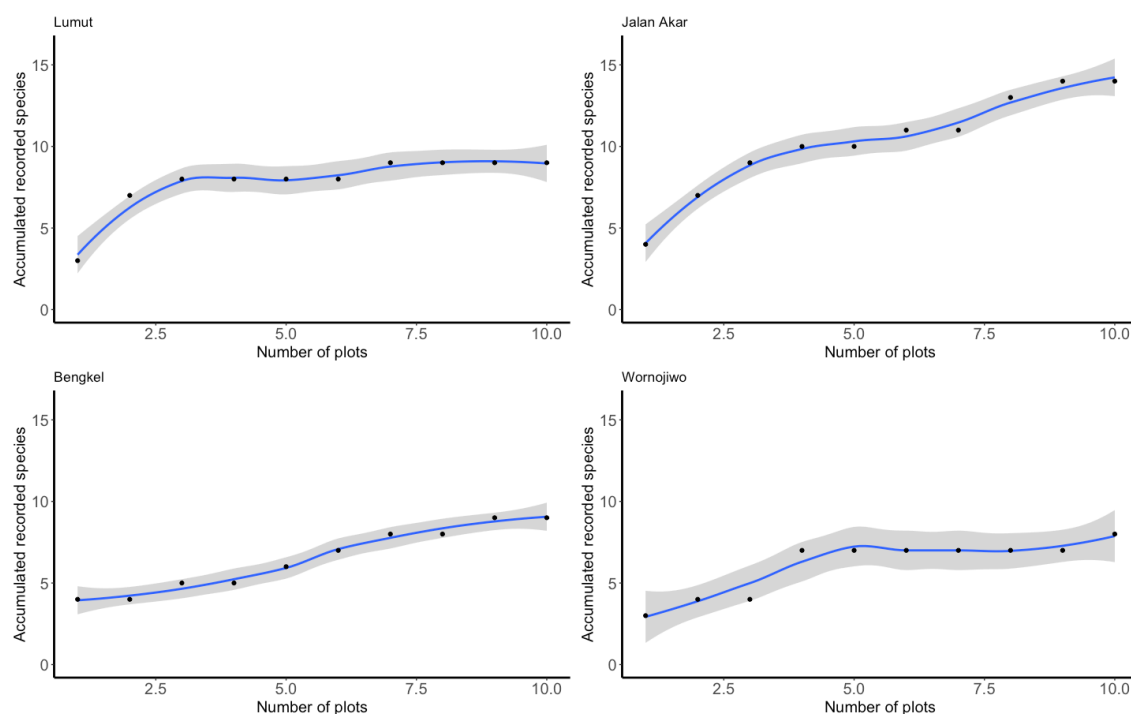 Lumut
Accumulated recorded species
15
10
5
0
2.5 5.0 7.5 10.0
Number of plots
Jalan Akar
Accumulated recorded species
15
10
5
0
2.5 5.0 7.5 10.0
Number of plots
Bengkel
Accumulated recorded species
15
10
5
0
2.5 5.0 7.5 10.0
Number of plots
Wornojiwo
Accumulated recorded species
15
10
5
0
2.5 5.0 7.5 10.0
Number of plots